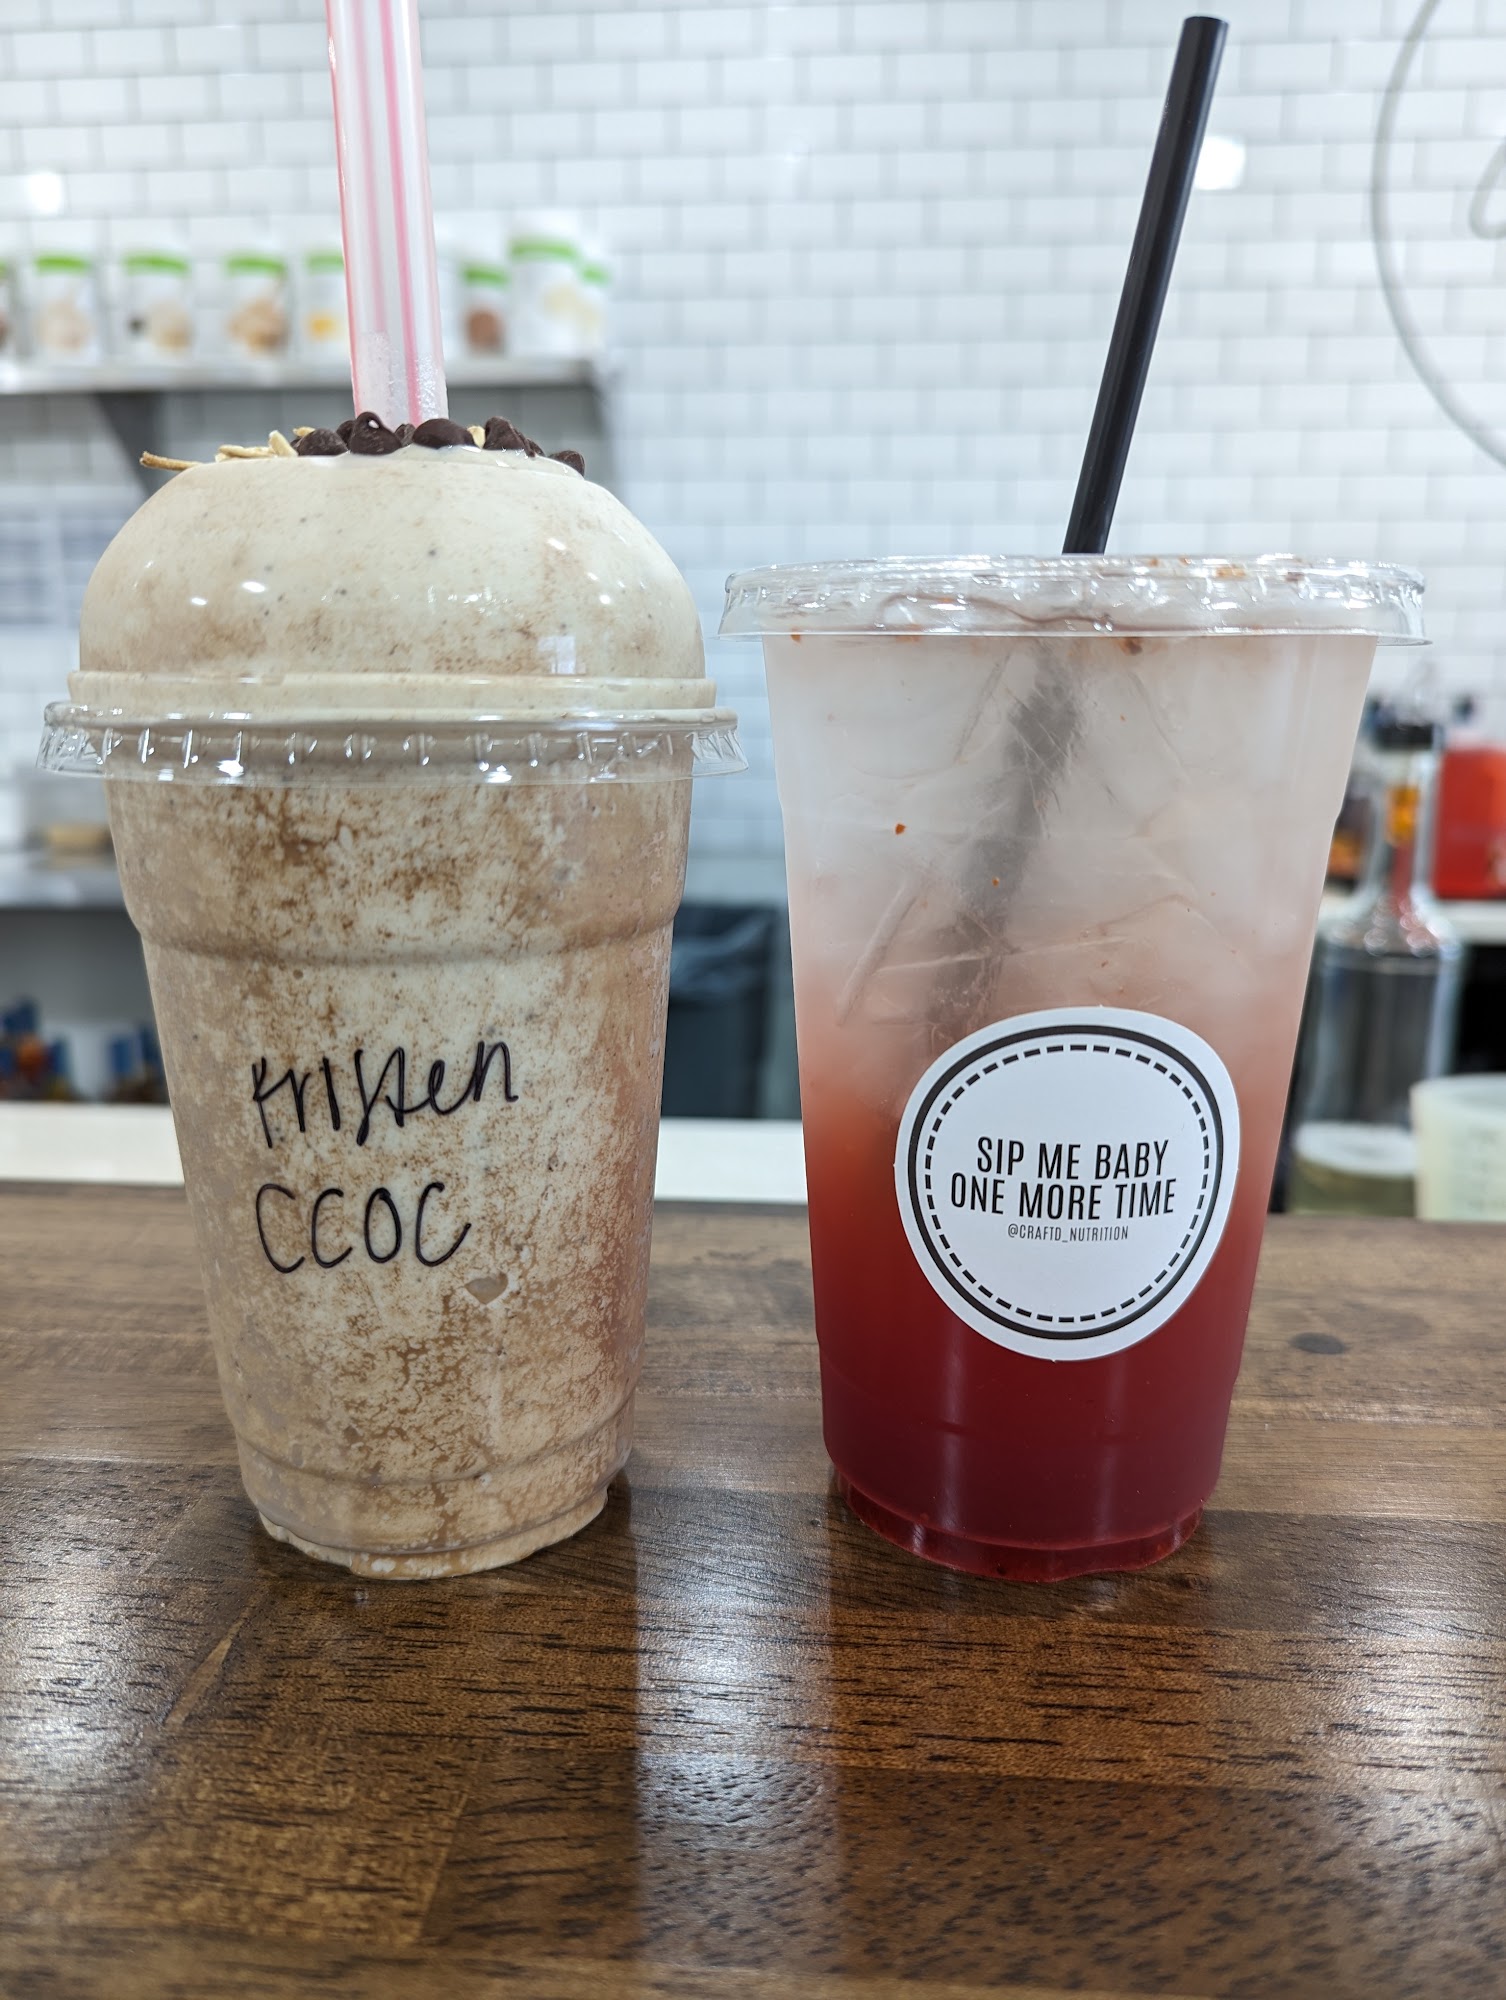 Kristen
CCOC
SIP ME BABY
ONE MORE TIME
@CRAFTD_NUTRITION